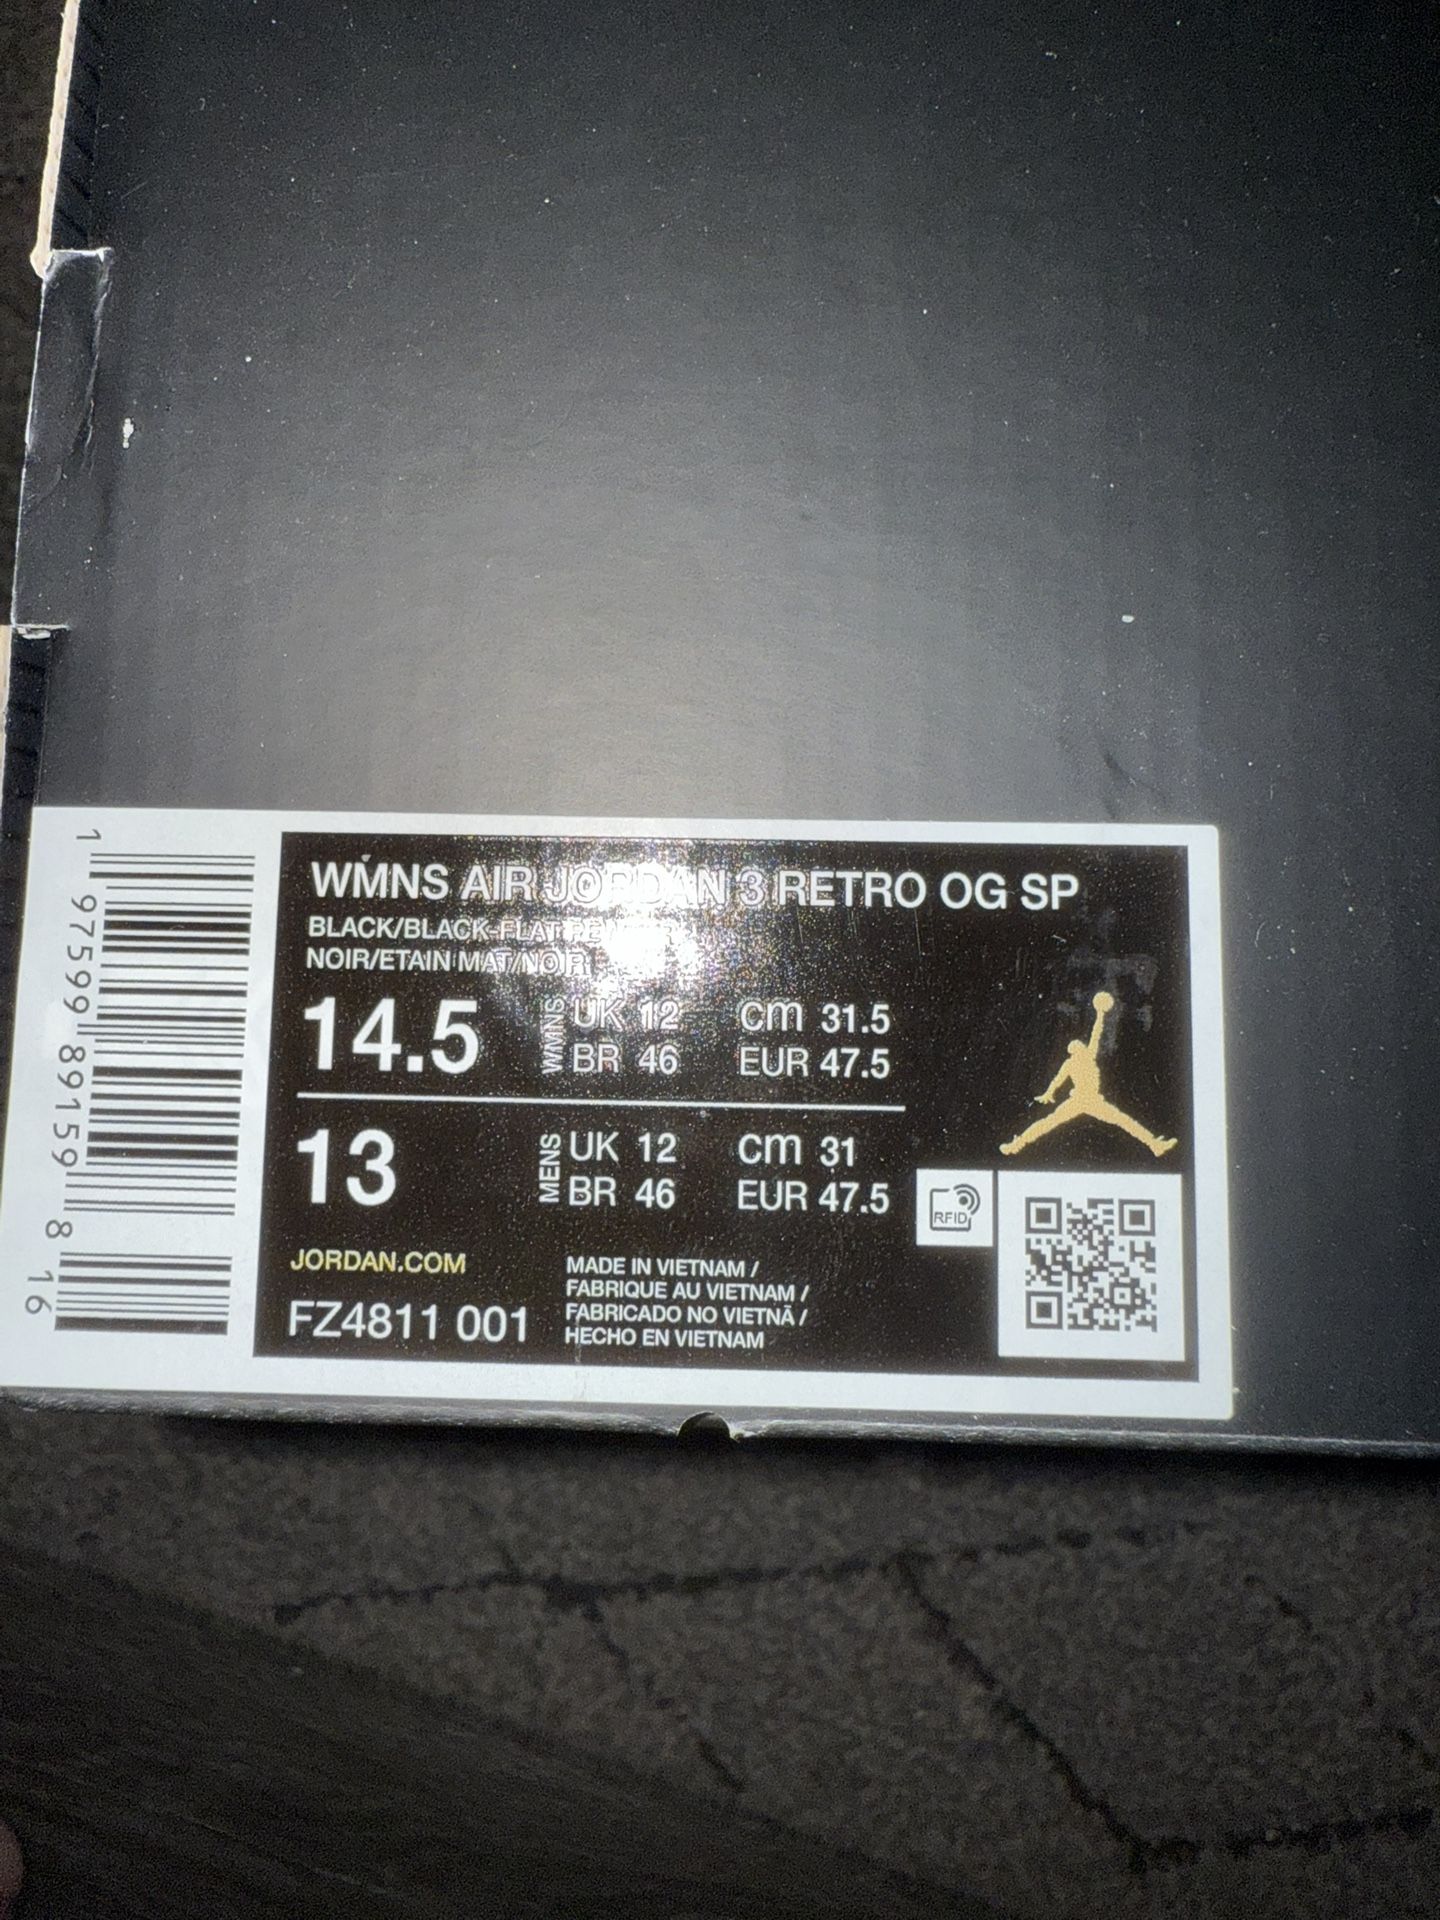 WMNS AIR JORDAN 3 RETRO OG SP
BLACK/BLACK-FLAT PEWTER
NOIR/ETAIN MAT/NOIR
14.5 WMNS UK 12 CM 31.5
BR 46 EUR 47.5
13 MENS UK 12 CM 31
BR 46 EUR 47.5
RFID
JORDAN.COM
FZ4811 001
MADE IN VIETNAM /
FABRIQUE AU VIETNAM /
FABRICADO NO VIETNÃ /
HECHO EN VIETNAM
1 97599 89159 8 16